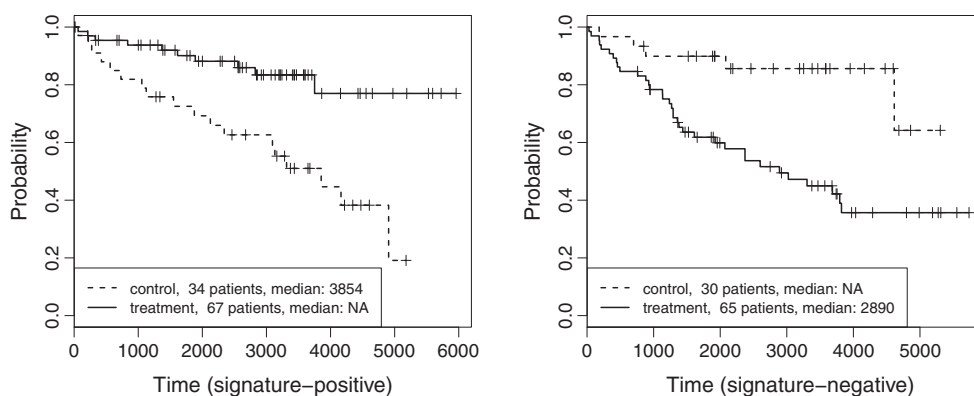 1.0
0.8
0.6
0.4
0.2
0.0
Probability
control, 34 patients, median: 3854
treatment, 67 patients, median: NA
0 1000 2000 3000 4000 5000 6000
Time (signature−positive)
1.0
0.8
0.6
0.4
0.2
0.0
Probability
control, 30 patients, median: NA
treatment, 65 patients, median: 2890
0 1000 2000 3000 4000 5000
Time (signature−negative)